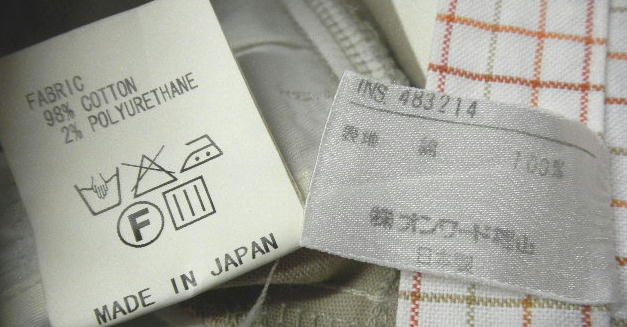 FABRIC
98% COTTON
2% POLYURETHANE
F
MADE IN JAPAN
INS 483214
表地 綿 100%
㈱オンワード樫山
日本製